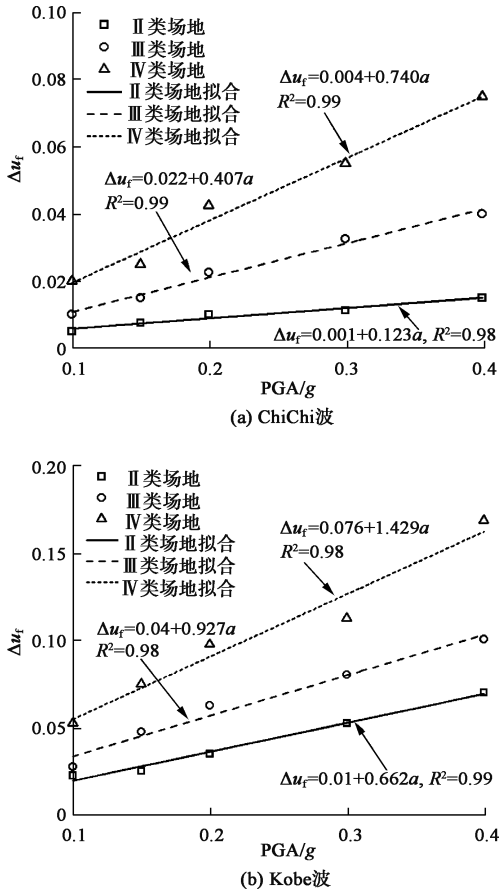 Ⅱ类场地
Ⅲ类场地
Ⅳ类场地
Ⅱ类场地拟合
Ⅲ类场地拟合
Ⅳ类场地拟合
Δu_f=0.004+0.740a
R²=0.99
Δu_f=0.022+0.407a
R²=0.99
Δu_f=0.001+0.123a, R²=0.98
0.10
0.08
0.06
0.04
0.02
0
Δu_f
0.1 0.2 0.3 0.4
PGA/g
(a) ChiChi波
Ⅱ类场地
Ⅲ类场地
Ⅳ类场地
Ⅱ类场地拟合
Ⅲ类场地拟合
Ⅳ类场地拟合
Δu_f=0.076+1.429a
R²=0.98
Δu_f=0.04+0.927a
R²=0.98
Δu_f=0.01+0.662a, R²=0.99
0.20
0.15
0.10
0.05
0
Δu_f
0.1 0.2 0.3 0.4
PGA/g
(b) Kobe波